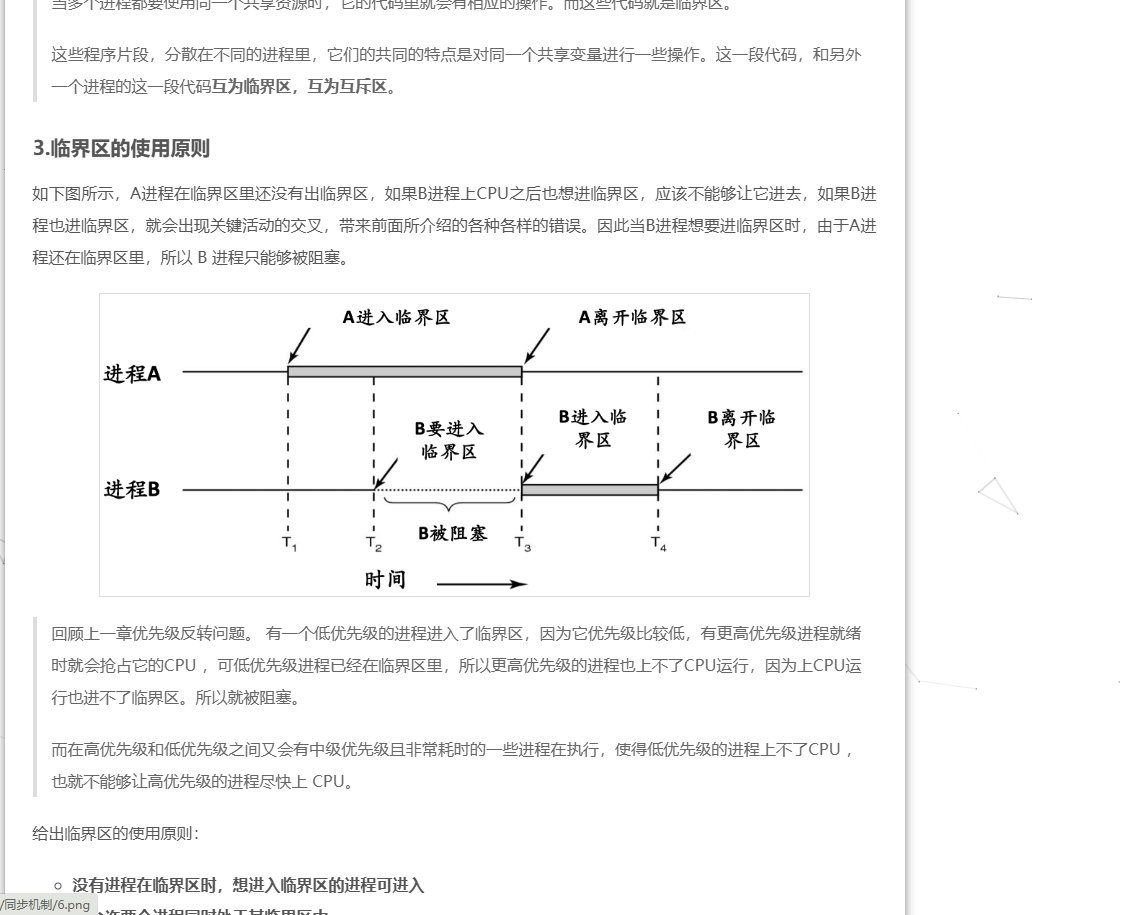 当多个进程都要使用同一个共享资源时，它的代码里就会有相应的操作。而这些代码就是临界区。
这些程序片段，分散在不同的进程里，它们的共同的特点是对同一个共享变量进行一些操作。这一段代码，和另外
一个进程的这一段代码互为临界区，互为互斥区。
3.临界区的使用原则
如下图所示，A进程在临界区里还没有出临界区，如果B进程上CPU之后也想进临界区，应该不能够让它进去，如果B进
程也进临界区，就会出现关键活动的交叉，带来前面所介绍的各种各样的错误。因此当B进程想要进临界区时，由于A进
程还在临界区里，所以 B 进程只能够被阻塞。
A进入临界区
A离开临界区
进程A
B要进入
临界区
B进入临
界区
B离开临
界区
进程B
B被阻塞
T1
T2
T3
T4
时间
回顾上一章优先级反转问题。 有一个低优先级的进程进入了临界区，因为它优先级比较低，有更高优先级进程就绪
时就会抢占它的CPU ，可低优先级进程已经在临界区里，所以更高优先级的进程也上不了CPU运行，因为上CPU运
行也进不了临界区。所以就被阻塞。
而在高优先级和低优先级之间又会有中级优先级且非常耗时的一些进程在执行，使得低优先级的进程上不了CPU ，
也就不能够让高优先级的进程尽快上 CPU。
给出临界区的使用原则：
没有进程在临界区时，想进入临界区的进程可进入
许两个进程同时处于其临界区中
/同步机制/6.png